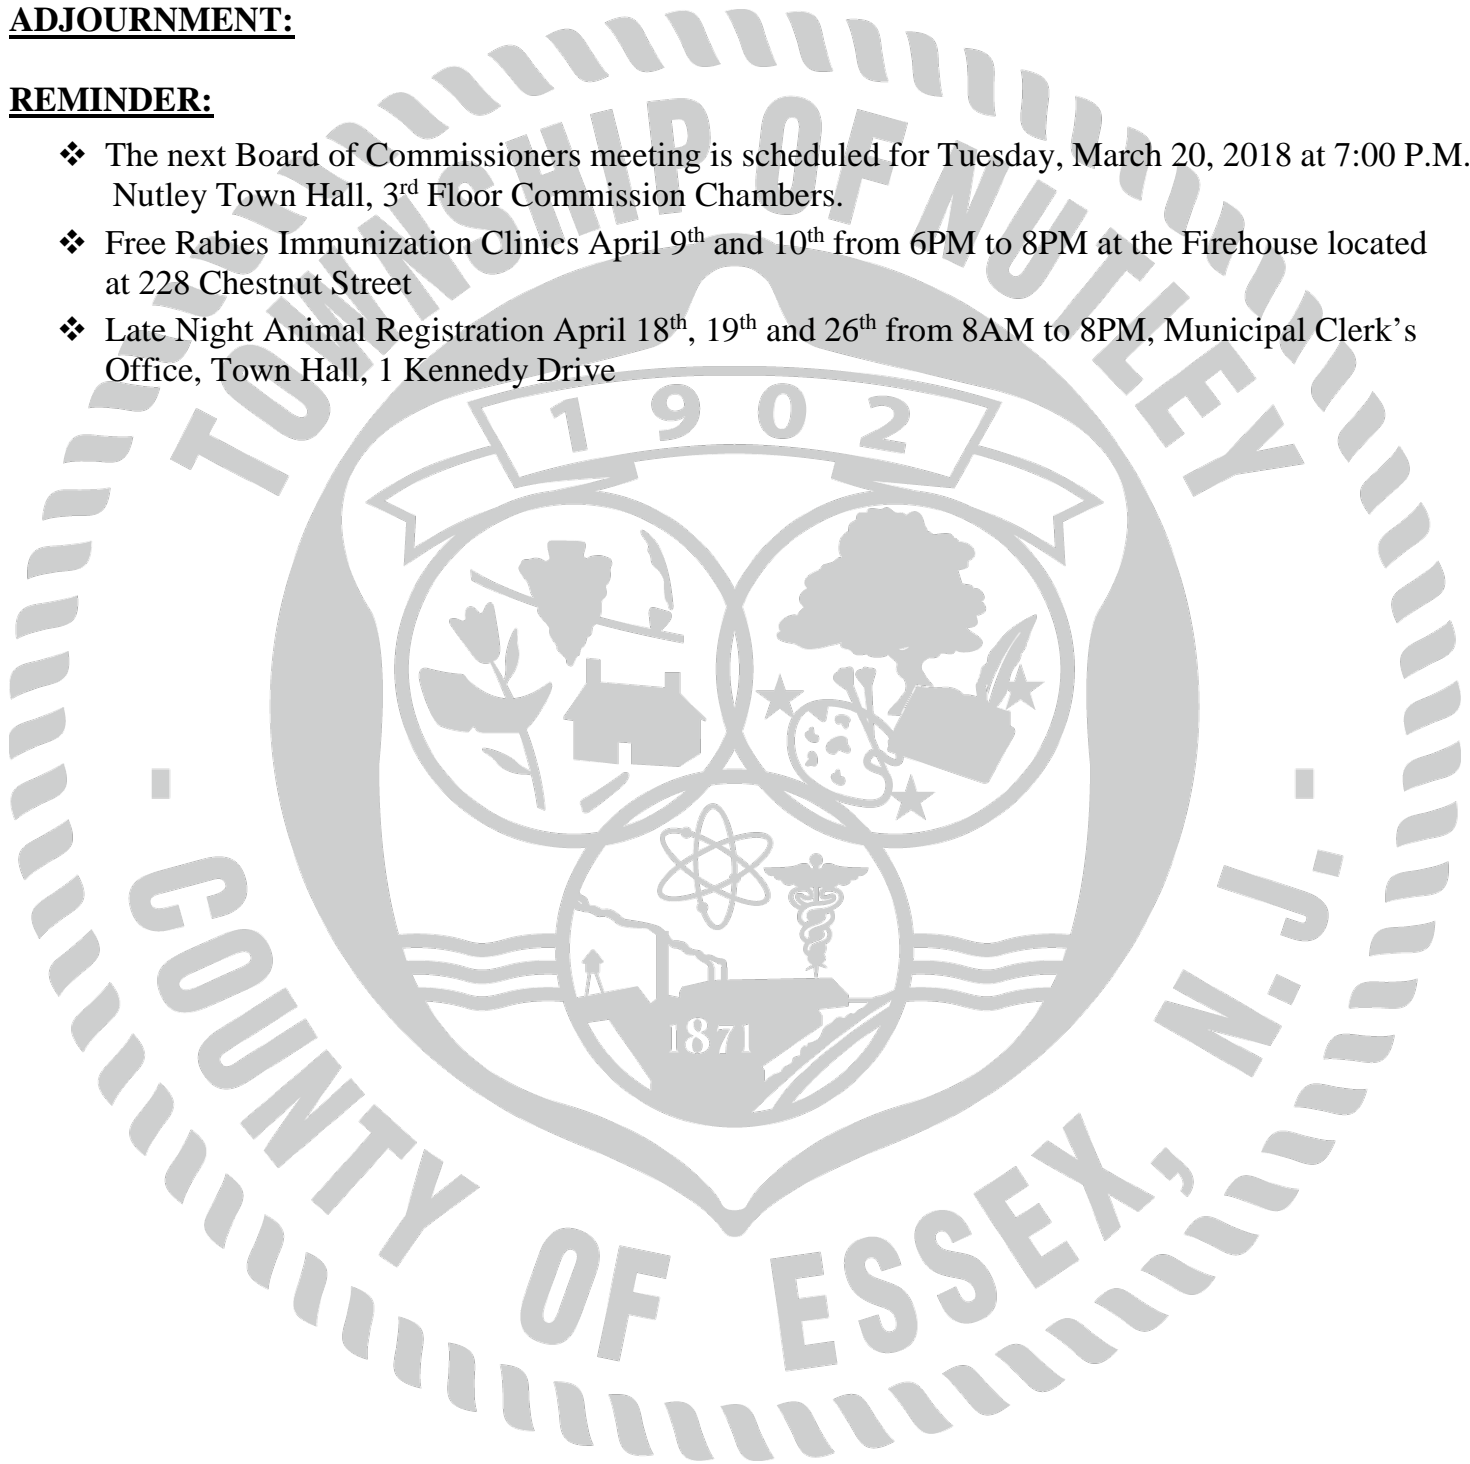 ADJOURNMENT:
REMINDER:
❖ The next Board of Commissioners meeting is scheduled for Tuesday, March 20, 2018 at 7:00 P.M.
Nutley Town Hall, 3rd Floor Commission Chambers.
❖ Free Rabies Immunization Clinics April 9th and 10th from 6PM to 8PM at the Firehouse located
at 228 Chestnut Street
❖ Late Night Animal Registration April 18th, 19th and 26th from 8AM to 8PM, Municipal Clerk’s
Office, Town Hall, 1 Kennedy Drive
TOWNSHIP OF NUTLEY
1902
1871
- COUNTY OF ESSEX, N.J. -